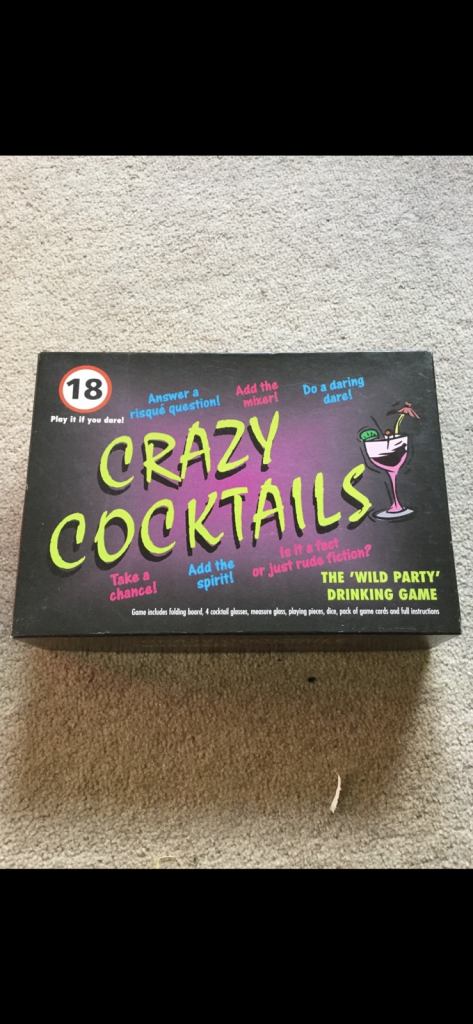 18
Play it if you dare!
Answer a
risqué question!
Add the
mixer!
Do a daring
dare!
CRAZY
COCKTAILS
Take a
chance!
Add the
spirit!
Is it a fact
or just rude fiction?
THE 'WILD PARTY'
DRINKING GAME
Game includes folding board, 4 cocktail glasses, measure glass, playing pieces, dice, pack of game cards and full instructions